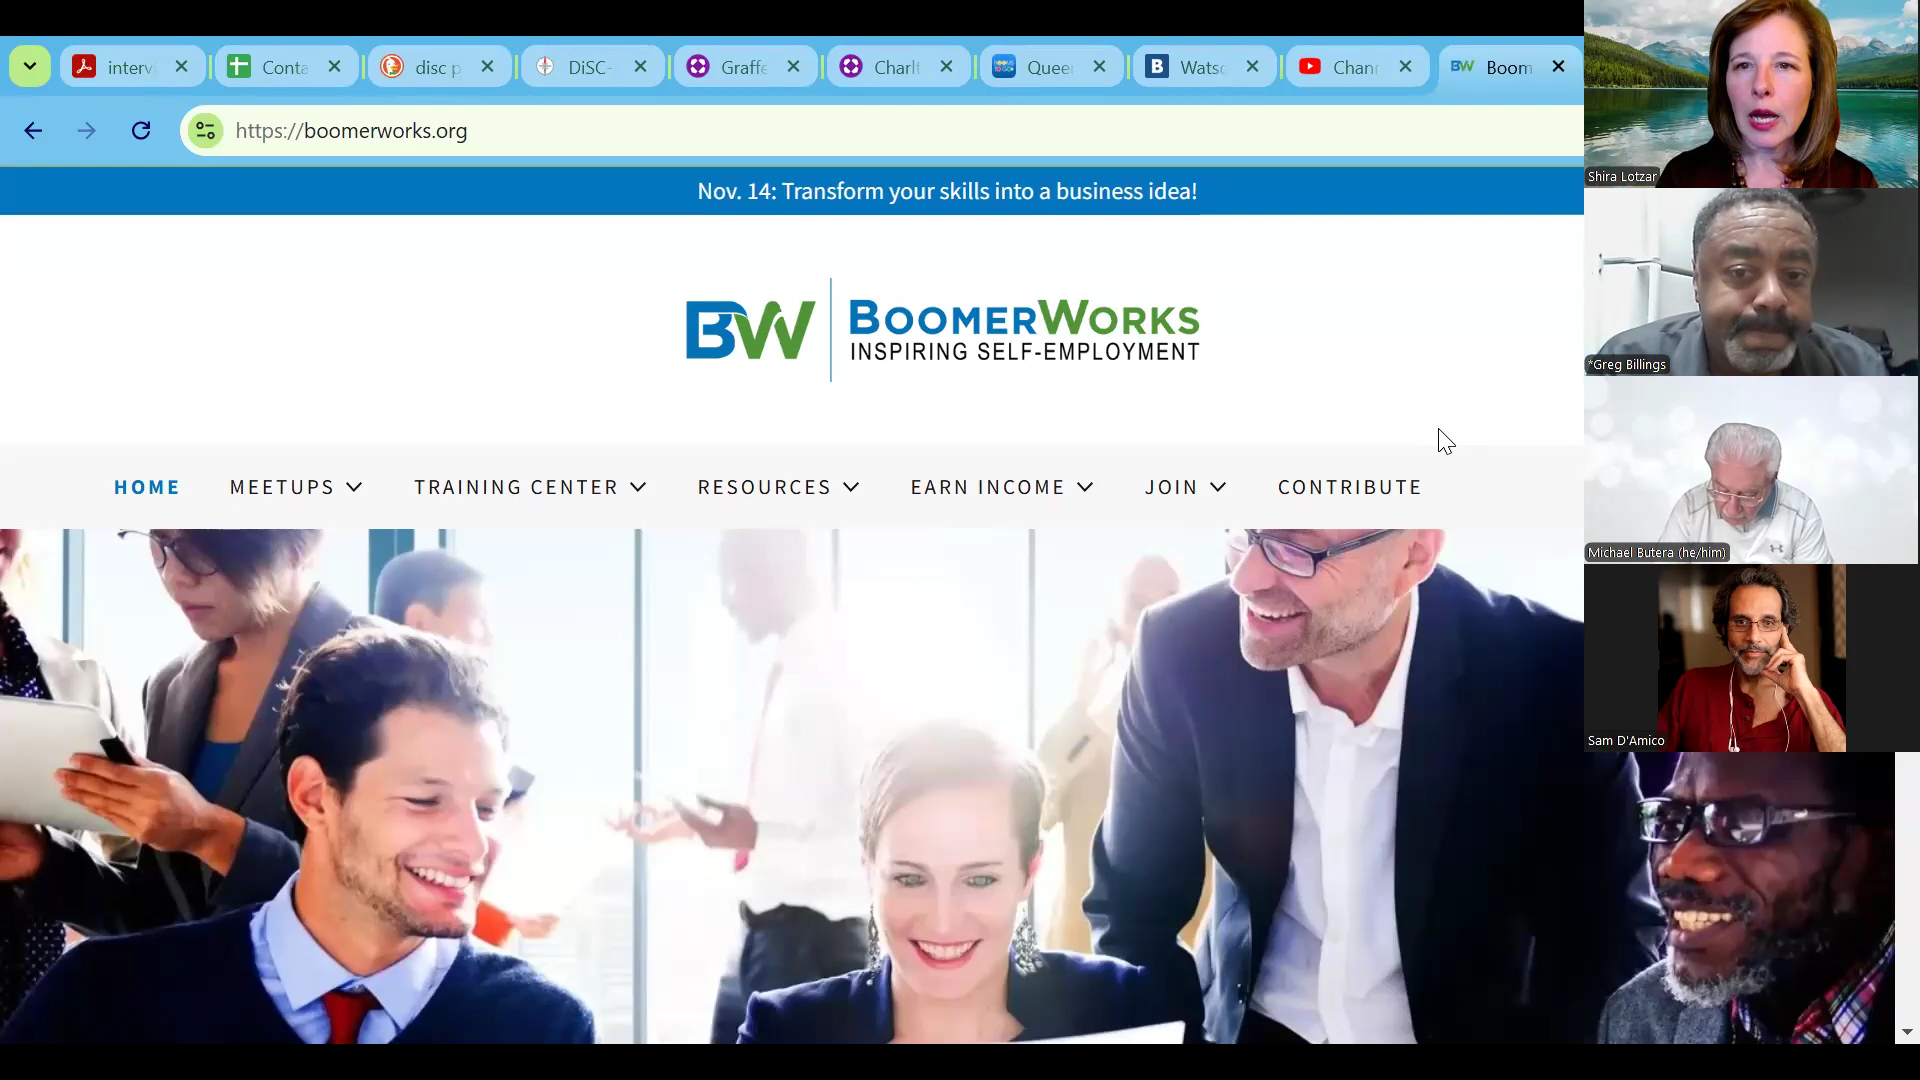 interv
Conta
disc p
DiSC-
Graffe
Charlt
Quee
Watso
Chan
Boom
https://boomerworks.org
Nov. 14: Transform your skills into a business idea!
BW
BOOMERWORKS
INSPIRING SELF-EMPLOYMENT
HOME MEETUPS TRAINING CENTER RESOURCES EARN INCOME JOIN CONTRIBUTE
Shira Lotzar
*Greg Billings
Michael Butera (he/him)
Sam D'Amico